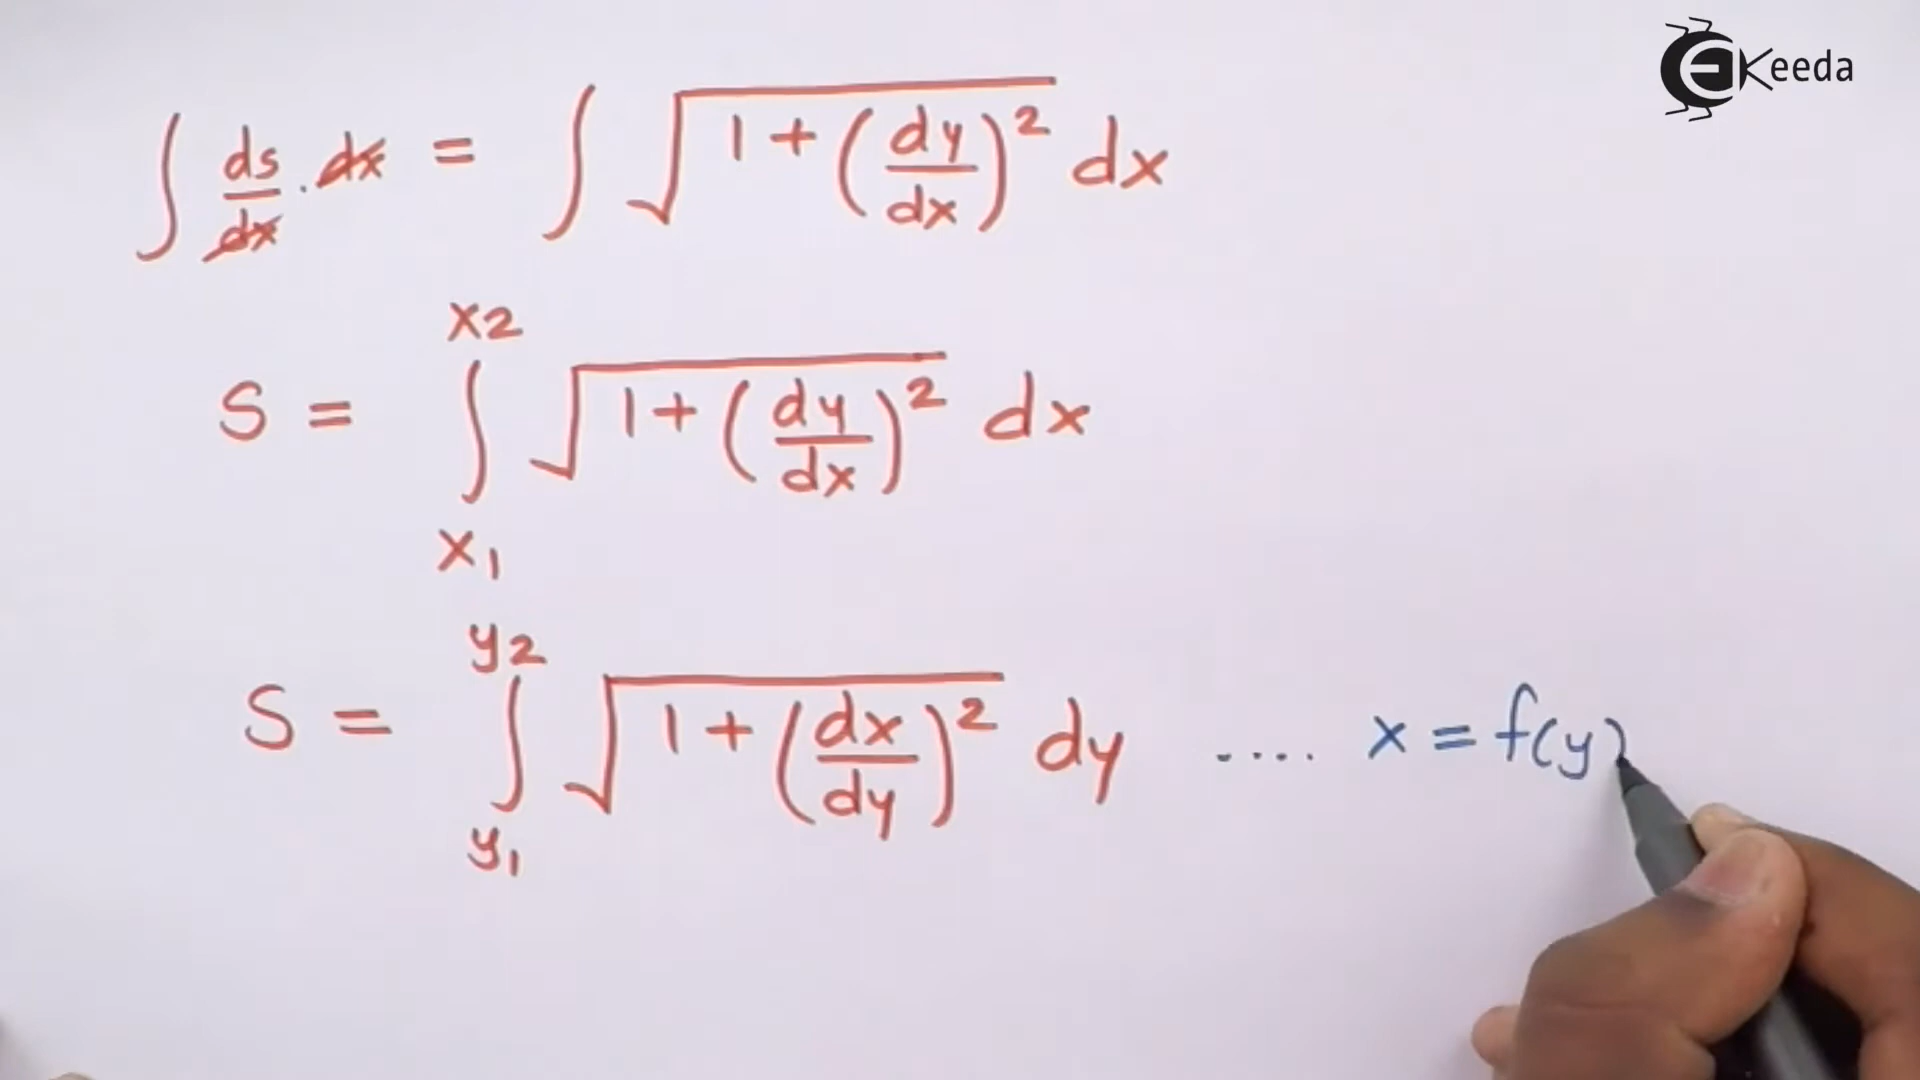 EKeeda
∫ ds/dx . dx = ∫ √(1 + (dy/dx)²) dx
S = ∫_{x1}^{x2} √(1 + (dy/dx)²) dx
S = ∫_{y1}^{y2} √(1 + (dx/dy)²) dy .... x = f(y)